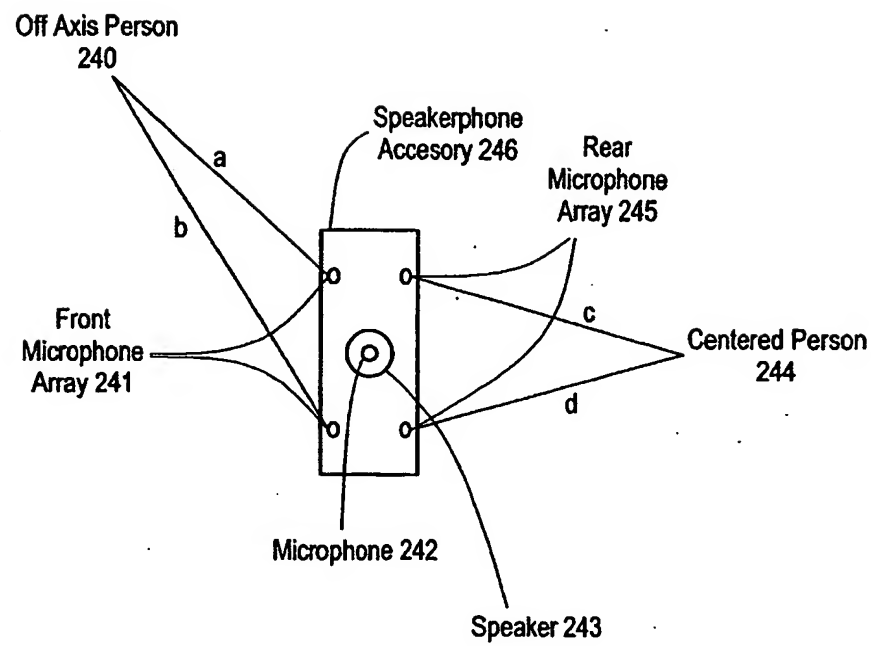 Off Axis Person
240
Speakerphone
Accesory 246
Rear
Microphone
Array 245
a
b
c
Front
Microphone
Array 241
Centered Person
244
d
Microphone 242
Speaker 243